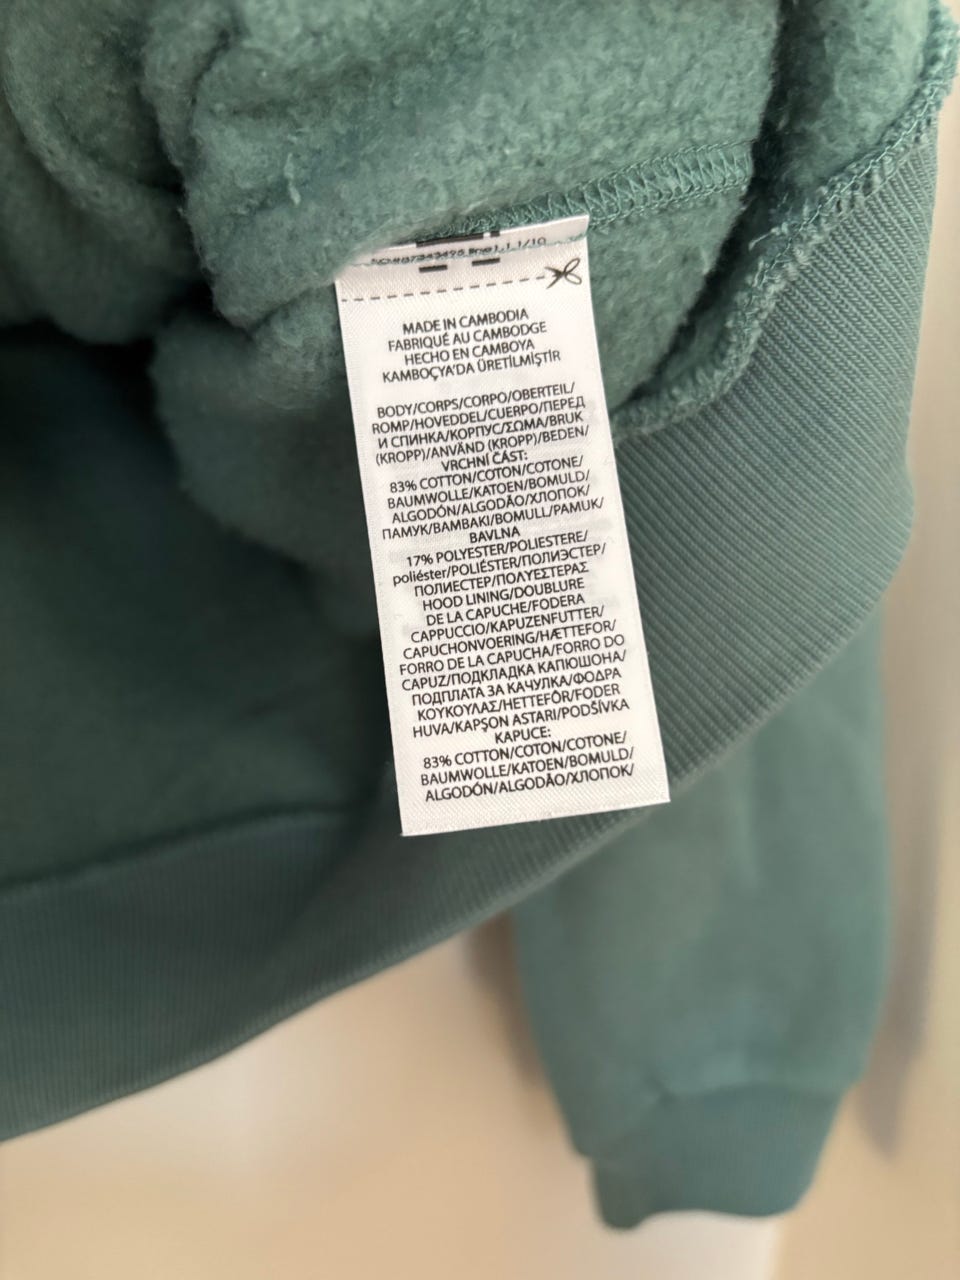 MADE IN CAMBODIA
FABRIQUÉ AU CAMBODGE
HECHO EN CAMBOYA
KAMBOÇYA'DA ÜRETİLMİŞTİR
BODY/CORPS/CORPO/OBERTEIL/
ROMP/HOVEDDEL/CUERPO/ПЕРЕД
И СПИНКА/КОРПУС/ΣΩΜΑ/BRUK
(KROPP)/ANVÄND (KROPP)/BEDEN/
VRCHNÍ ČÁST:
83% COTTON/COTON/COTONE/
BAUMWOLLE/KATOEN/BOMULD/
ALGODÓN/ALGODÃO/ХЛОПОК/
ПАМУК/BAMBAKI/BOMULL/PAMUK/
BAVLNA
17% POLYESTER/POLIESTERE/
poliéster/POLIÉSTER/ПОЛИЭСТЕР/
ПОЛИЕСТЕР/ΠΟΛΥΕΣΤΕΡΑΣ
HOOD LINING/DOUBLURE
DE LA CAPUCHE/FODERA
CAPPUCCIO/KAPUZENFUTTER/
CAPUCHONVOERING/HÆTTEFOR/
FORRO DE LA CAPUCHA/FORRO DO
CAPUZ/ПОДКЛАДКА КАПЮШОНА/
ПОДПЛАТА ЗА КАЧУЛКА/ΦΟΔΡΑ
ΚΟΥΚΟΥΛΑΣ/HETTEFÔR/FODER
HUVA/KAPŞON ASTARI/PODŠÍVKA
KAPUCE:
83% COTTON/COTON/COTONE/
BAUMWOLLE/KATOEN/BOMULD/
ALGODÓN/ALGODÃO/ХЛОПОК/